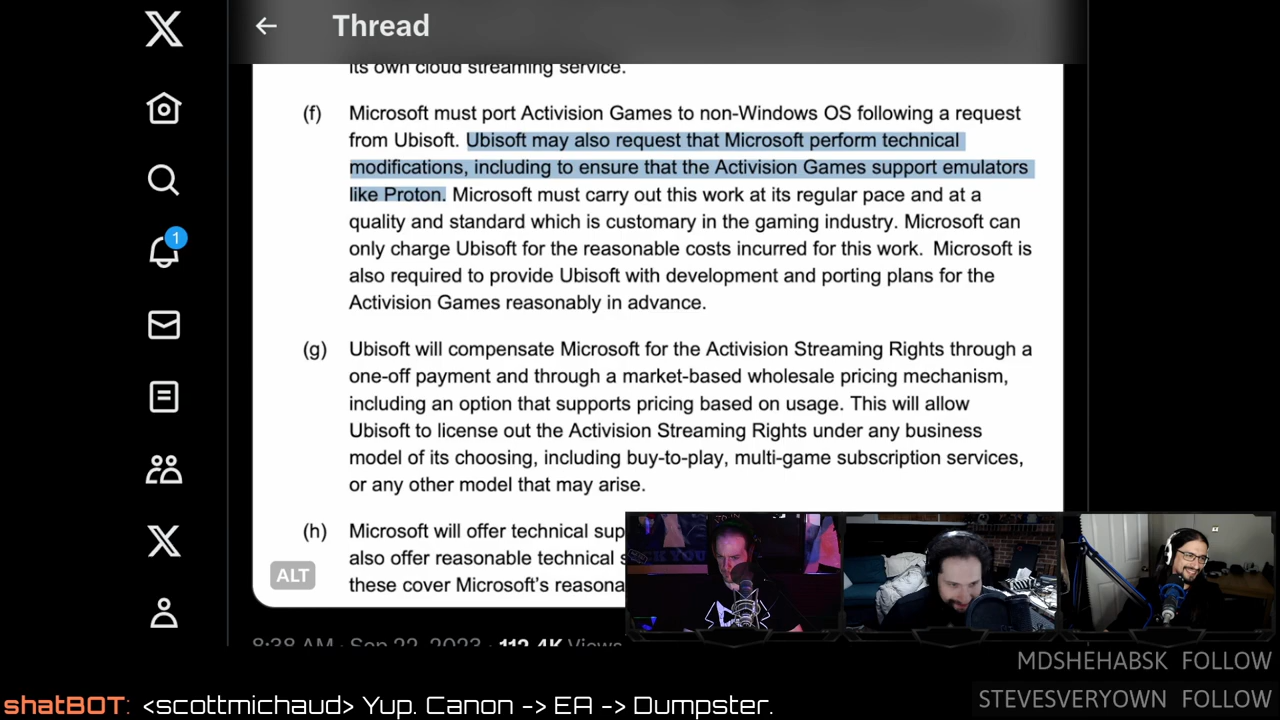 Thread
its own cloud streaming service.
(f) Microsoft must port Activision Games to non-Windows OS following a request
from Ubisoft. Ubisoft may also request that Microsoft perform technical
modifications, including to ensure that the Activision Games support emulators
like Proton. Microsoft must carry out this work at its regular pace and at a
quality and standard which is customary in the gaming industry. Microsoft can
only charge Ubisoft for the reasonable costs incurred for this work. Microsoft is
also required to provide Ubisoft with development and porting plans for the
Activision Games reasonably in advance.
(g) Ubisoft will compensate Microsoft for the Activision Streaming Rights through a
one-off payment and through a market-based wholesale pricing mechanism,
including an option that supports pricing based on usage. This will allow
Ubisoft to license out the Activision Streaming Rights under any business
model of its choosing, including buy-to-play, multi-game subscription services,
or any other model that may arise.
(h) Microsoft will offer technical sup
also offer reasonable technical s
these cover Microsoft's reasona
ALT
1
8:38 AM · Sep 22, 2023 · 112.4K Views
MDSHEHABSK FOLLOW
STEVESVERYOWN FOLLOW
shatBOT: <scottmichaud> Yup. Canon -> EA -> Dumpster.